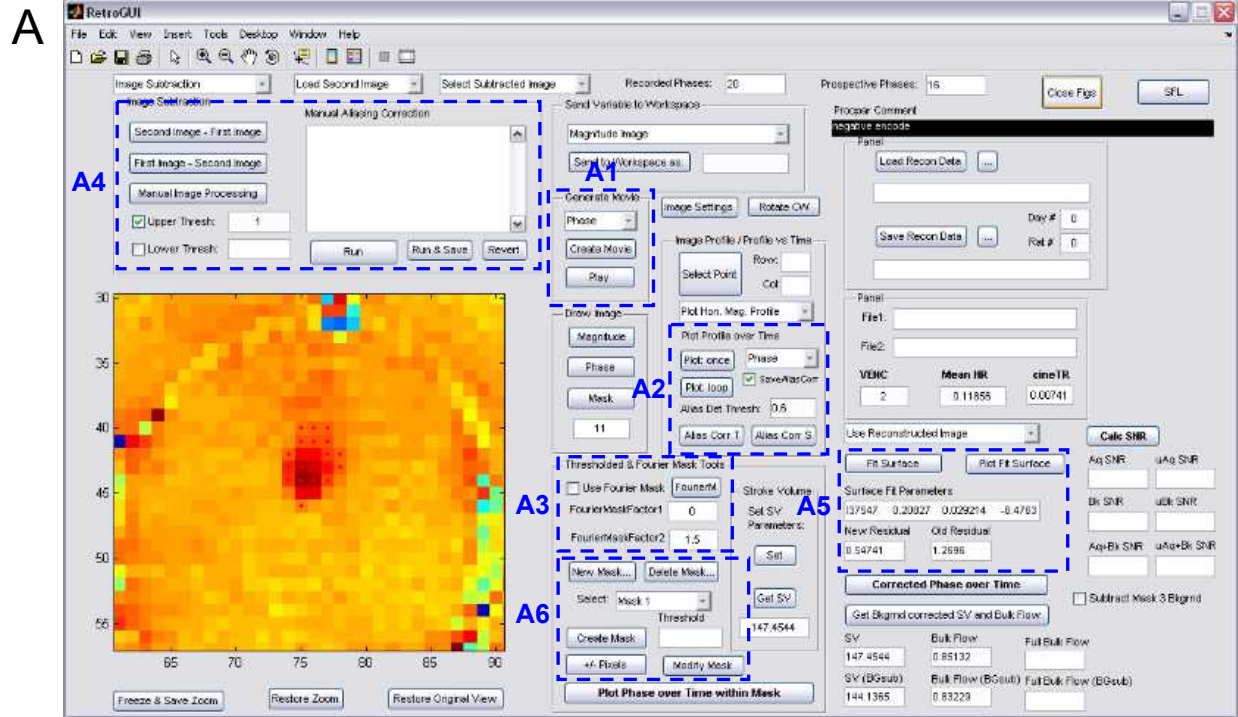 A
RetroGUI
File Edit View Insert Tools Desktop Window Help
Image Subtraction Load Second Image Select Subtracted Image Recorded Phases: 20 Prospective Phases: 16 Close Figs SFL
Image Subtraction
Manual Aliasing Correction
Second Image - First Image
First Image - Second Image
Manual Image Processing
Upper Thresh: 1
Lower Thresh:
Run Run & Save Revert
A4
Send Variable to Workspace
Magnitude Image
Send to Workspace as:
A1
Generate Movie
Phase
Create Movie
Play
Image Settings Rotate CW
Procpar Comment
negative encode
Panel
Load Recon Data ...
Day # 0
Save Recon Data ... Rat # 0
Image Profile / Profile vs Time
Select Point Row: Col:
Plot Hori. Mag. Profile
Plot Profile over Time
Plot: once Phase
Plot: loop SaveAliasCorr
A2
Alias Det Thresh: 0.6
Alias Corr T Alias Corr S
Draw Image
Magnitude
Phase
Mask
11
Panel
File1:
File2:
VENC Mean HR cineTR
2 0.11856 0.00741
Use Reconstructed Image Calc SNR
Fit Surface Plot Fit Surface Aq SNR uAq SNR
A5
Surface Fit Parameters
0.029214 -8.4763
Bk SNR uBk SNR
New Residual Old Residual
0.54741 1.2696
Aq+Bk SNR uAq+Bk SNR
Thresholded & Fourier Mask Tools
Use Fourier Mask FourierM
A3
FourierMaskFactor1 0
FourierMaskFactor2 1.5
Stroke Volume
Set SV
Parameters:
Set
Get SV
147.4544
New Mask... Delete Mask...
Select: Mask 1
A6
Threshold
Create Mask
+/- Pixels Modify Mask
Plot Phase over Time within Mask
Corrected Phase over Time
Subtract Mask 3 Bkgrnd
Get Bkgrnd corrected SV and Bulk Flow
SV Bulk Flow Full Bulk Flow
147.4544 0.85132
SV (BGsub) Bulk Flow (BGsub) Full Bulk Flow (BGsub)
144.1365 0.83229
30
35
40
45
50
55
65 70 75 80 85 90
Freeze & Save Zoom Restore Zoom Restore Original View